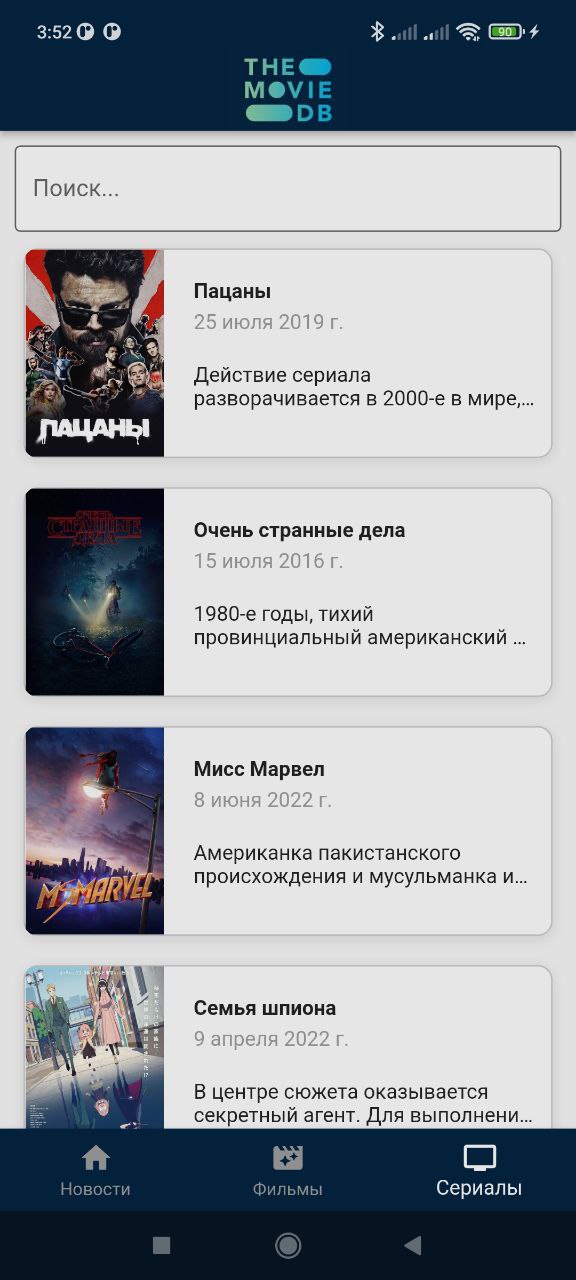 3:52
90
THE
MOVIE
DB
Поиск...
Пацаны
25 июля 2019 г.
Действие сериала
разворачивается в 2000-е в мире,...
ПАЦАНЫ
Очень странные дела
15 июля 2016 г.
1980-е годы, тихий
провинциальный американский ...
ОЧЕНЬ
СТРАННЫЕ
ДЕЛА
Мисс Марвел
8 июня 2022 г.
Американка пакистанского
происхождения и мусульманка и...
MS MARVEL
Семья шпиона
9 апреля 2022 г.
В центре сюжета оказывается
секретный агент. Для выполнени...
Новости
Фильмы
Сериалы